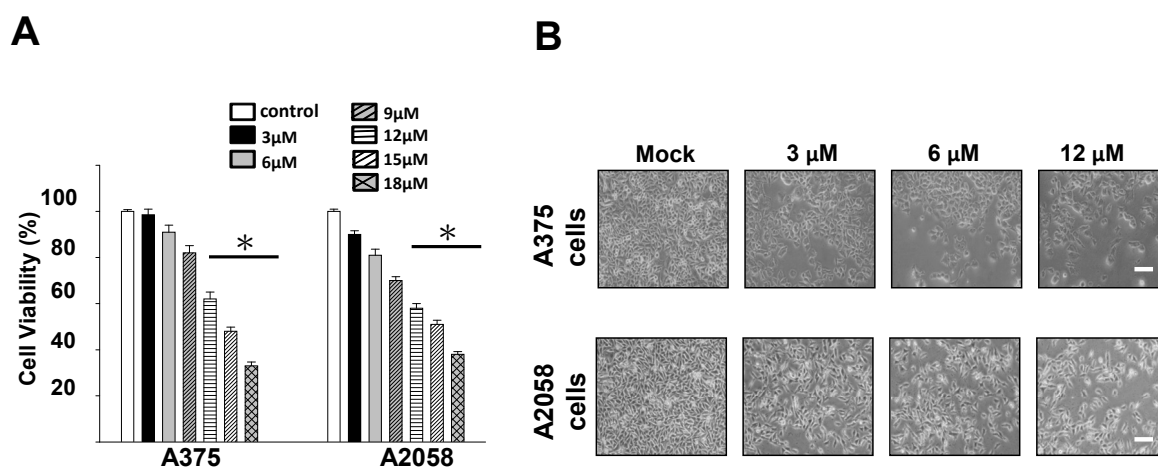 A
control
3μM
6μM
9μM
12μM
15μM
18μM
Cell Viability (%)
100
80
60
40
20
*
*
A375
A2058
B
Mock
3 μM
6 μM
12 μM
A375
cells
A2058
cells